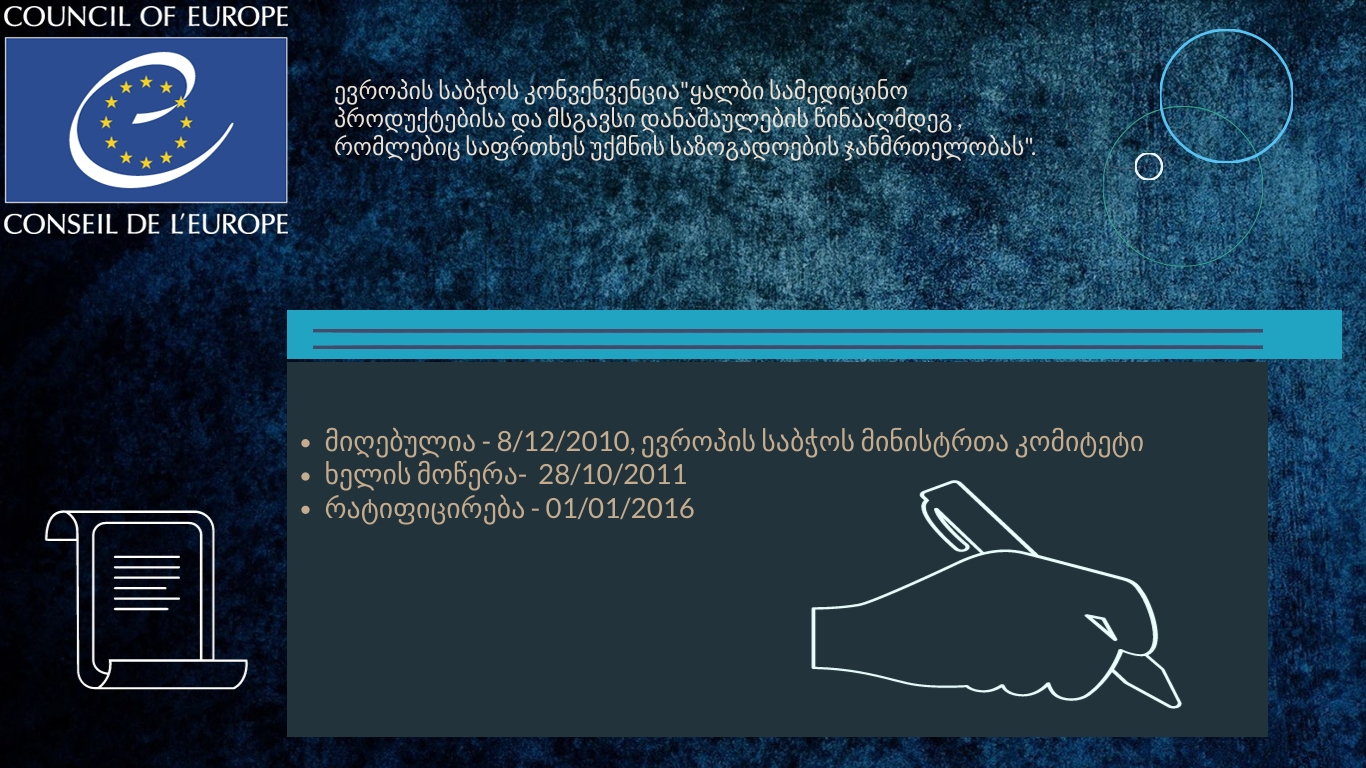 COUNCIL OF EUROPE
CONSEIL DE L'EUROPE
ევროპის საბჭოს კონვენვენცია"ყალბი სამედიცინო
პროდუქტებისა და მსგავსი დანაშაულების წინააღმდეგ ,
რომლებიც საფრთხეს უქმნის საზოგადოების ჯანმრთელობას".
• მიღებულია - 8/12/2010, ევროპის საბჭოს მინისტრთა კომიტეტი
• ხელის მოწერა- 28/10/2011
• რატიფიცირება - 01/01/2016